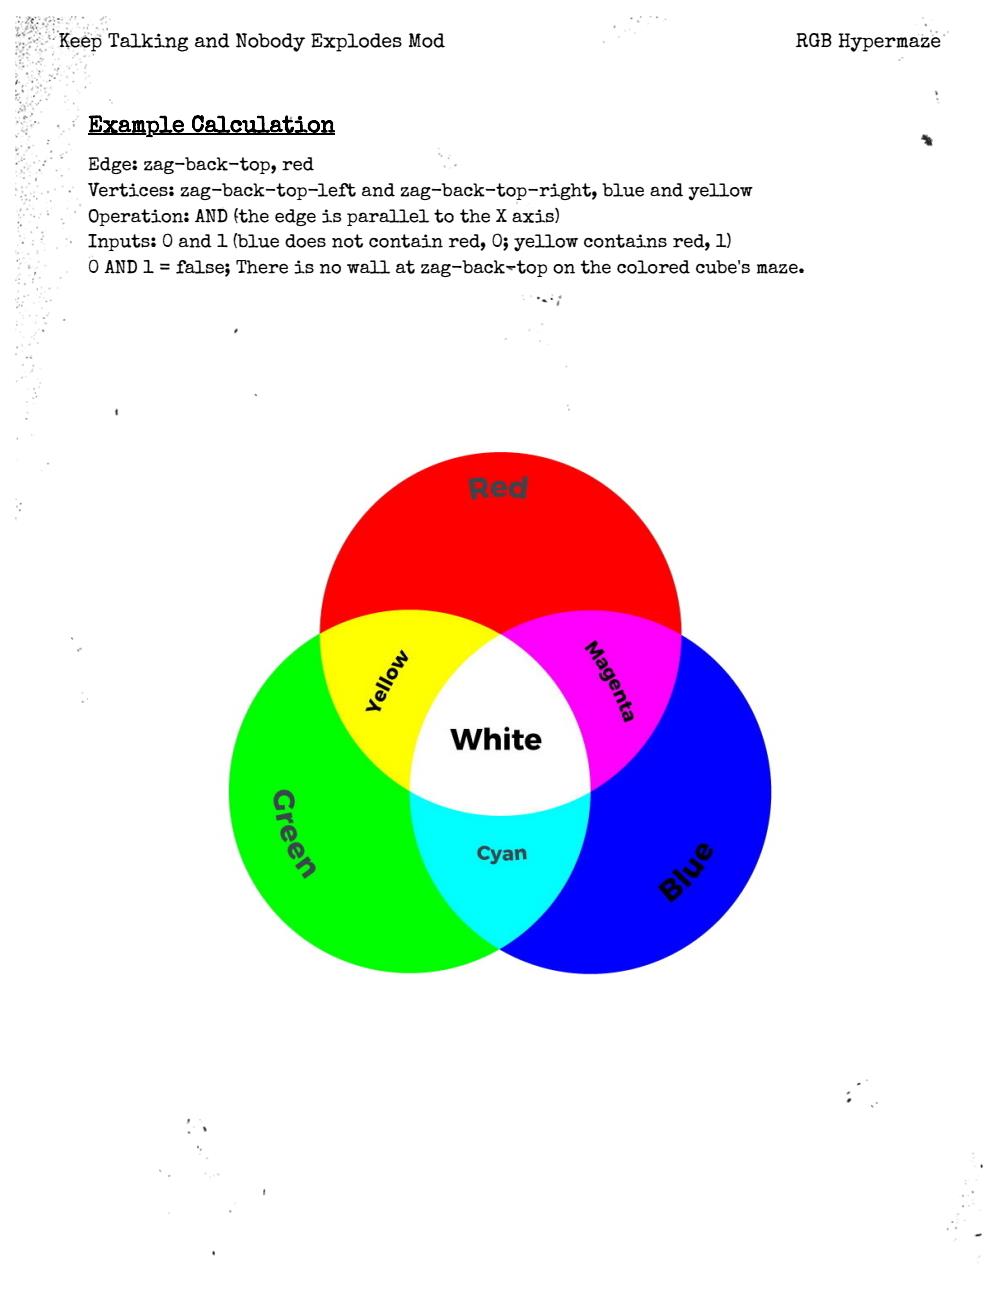 Keep Talking and Nobody Explodes Mod
RGB Hypermaze
Example Calculation
Edge: zag-back-top, red
Vertices: zag-back-top-left and zag-back-top-right, blue and yellow
Operation: AND (the edge is parallel to the X axis)
Inputs: 0 and 1 (blue does not contain red, 0; yellow contains red, 1)
0 AND 1 = false; There is no wall at zag-back-top on the colored cube's maze.
Red
Yellow
Magenta
White
Green
Cyan
Blue